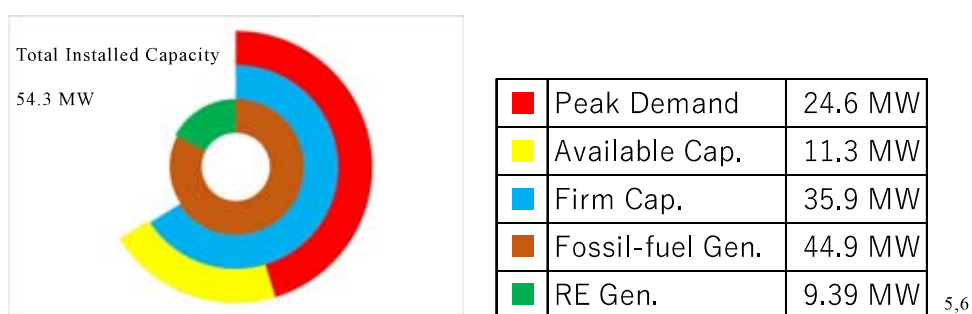 Total Installed Capacity
54.3 MW
Peak Demand 24.6 MW
Available Cap. 11.3 MW
Firm Cap. 35.9 MW
Fossil-fuel Gen. 44.9 MW
RE Gen. 9.39 MW
5,6